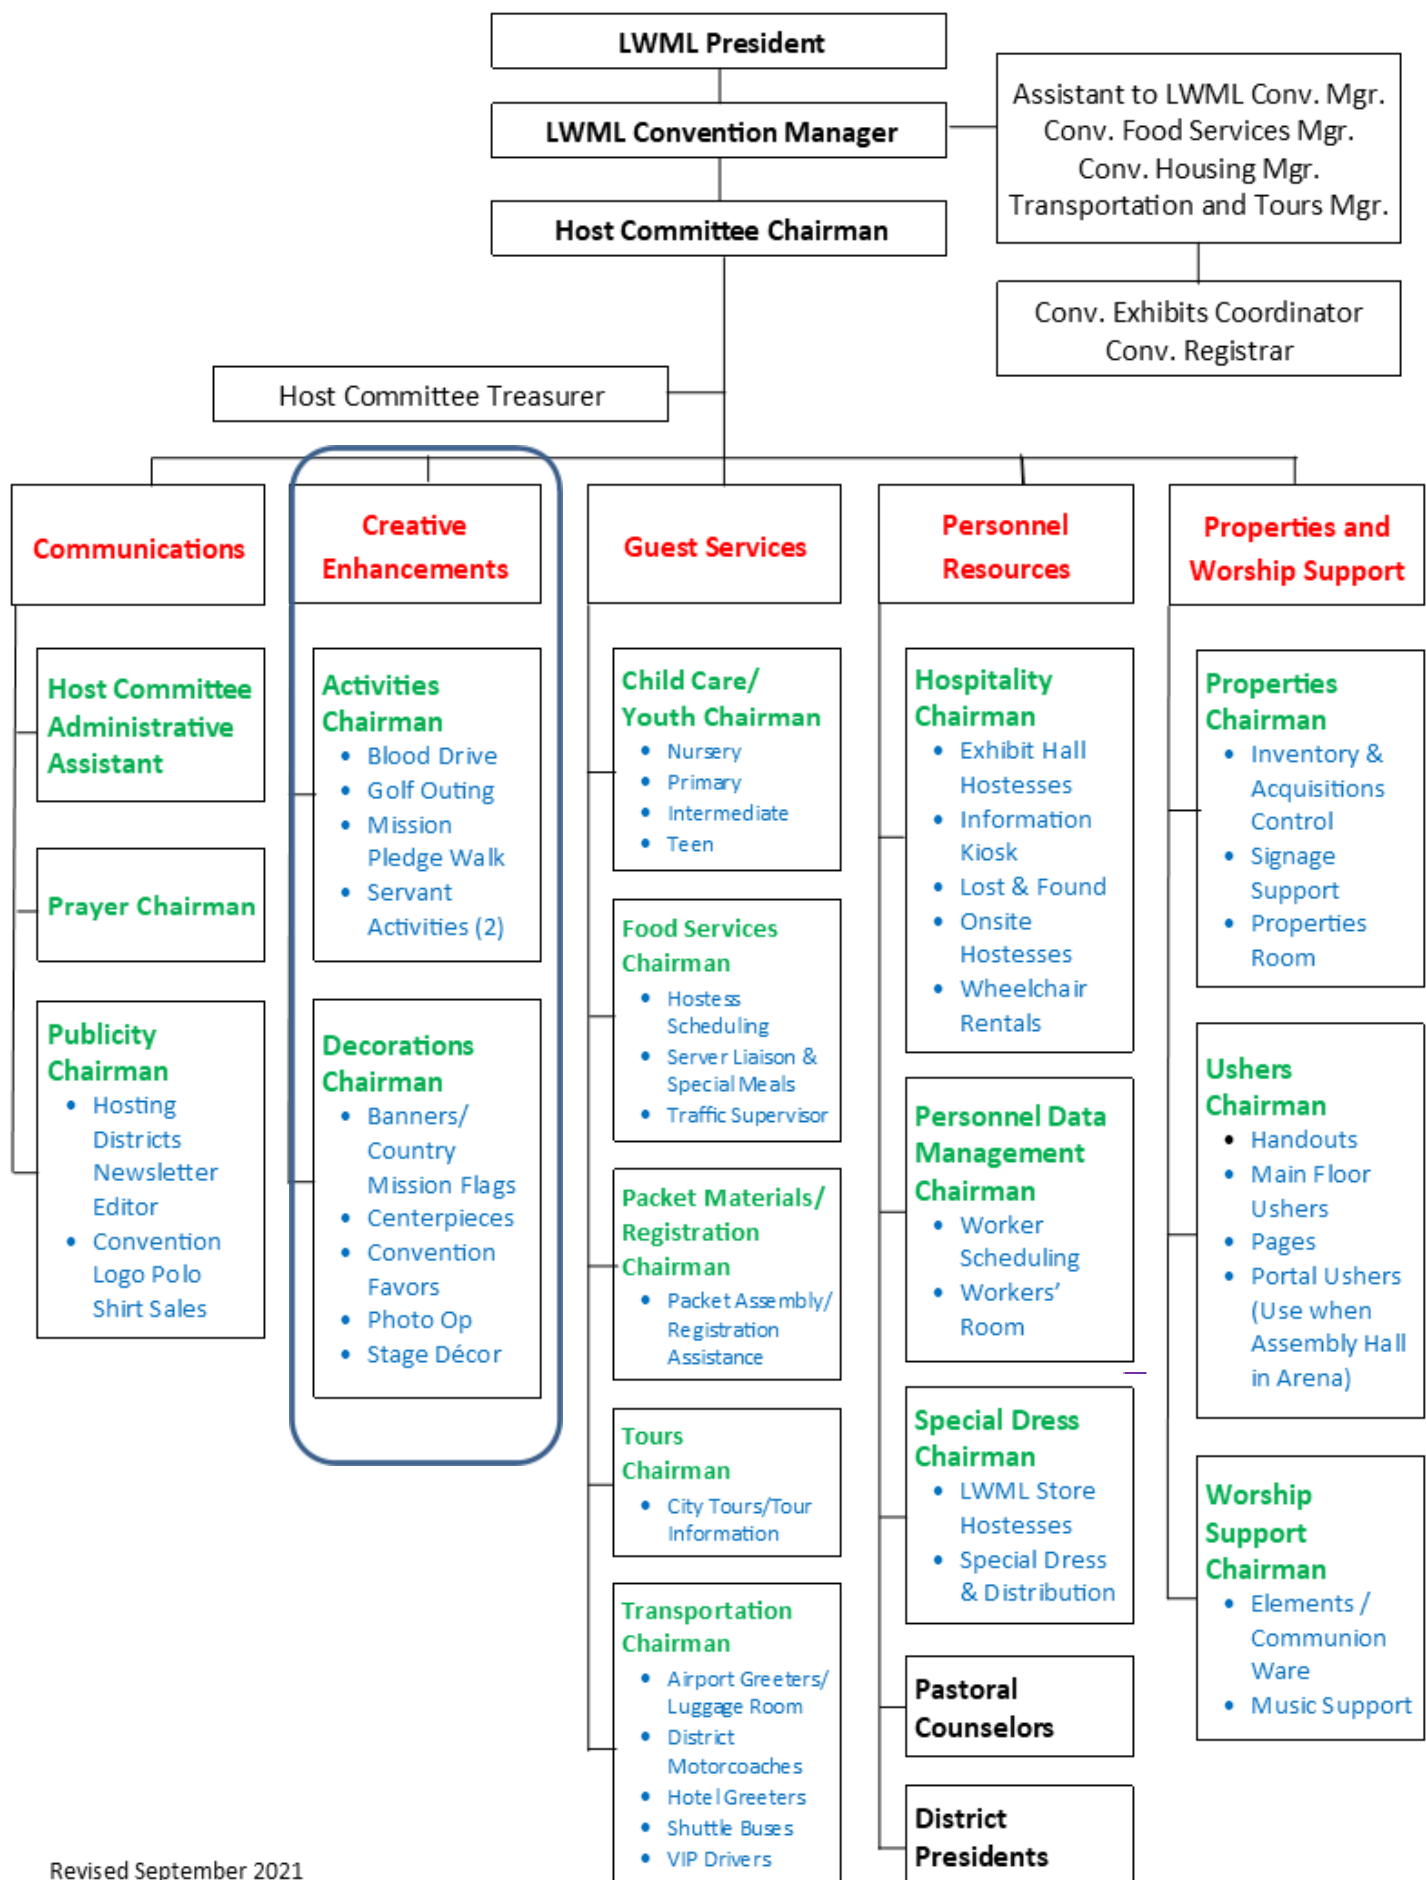 LWML President
LWML Convention Manager
Assistant to LWML Conv. Mgr.
Conv. Food Services Mgr.
Conv. Housing Mgr.
Transportation and Tours Mgr.
Host Committee Chairman
Conv. Exhibits Coordinator
Conv. Registrar
Host Committee Treasurer
Communications
Host Committee
Administrative
Assistant
Prayer Chairman
Publicity
Chairman
• Hosting
Districts
Newsletter
Editor
• Convention
Logo Polo
Shirt Sales
Creative
Enhancements
Activities
Chairman
• Blood Drive
• Golf Outing
• Mission
Pledge Walk
• Servant
Activities (2)
Decorations
Chairman
• Banners/
Country
Mission Flags
• Centerpieces
• Convention
Favors
• Photo Op
• Stage Décor
Guest Services
Child Care/
Youth Chairman
• Nursery
• Primary
• Intermediate
• Teen
Food Services
Chairman
• Hostess
Scheduling
• Server Liaison &
Special Meals
• Traffic Supervisor
Packet Materials/
Registration
Chairman
• Packet Assembly/
Registration
Assistance
Tours
Chairman
• City Tours/Tour
Information
Transportation
Chairman
• Airport Greeters/
Luggage Room
• District
Motorcoaches
• Hotel Greeters
• Shuttle Buses
• VIP Drivers
Personnel
Resources
Hospitality
Chairman
• Exhibit Hall
Hostesses
• Information
Kiosk
• Lost & Found
• Onsite
Hostesses
• Wheelchair
Rentals
Personnel Data
Management
Chairman
• Worker
Scheduling
• Workers’
Room
Special Dress
Chairman
• LWML Store
Hostesses
• Special Dress
& Distribution
Pastoral
Counselors
District
Presidents
Properties and
Worship Support
Properties
Chairman
• Inventory &
Acquisitions
Control
• Signage
Support
• Properties
Room
Ushers
Chairman
• Handouts
• Main Floor
Ushers
• Pages
• Portal Ushers
(Use when
Assembly Hall
in Arena)
Worship
Support
Chairman
• Elements /
Communion
Ware
• Music Support
Revised September 2021